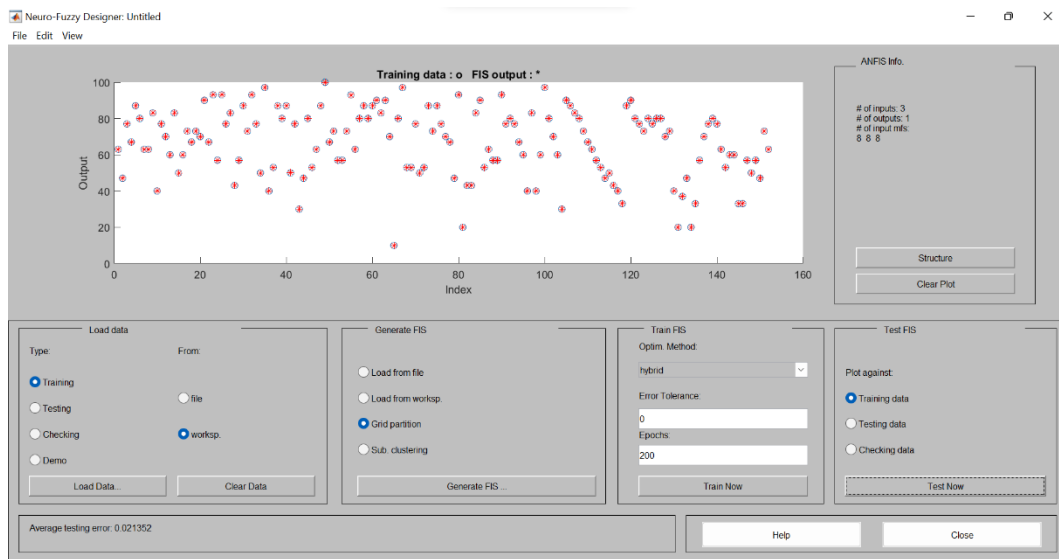 Neuro-Fuzzy Designer: Untitled
File Edit View
Training data : o FIS output : *
100
80
60
40
20
0
Output
0 20 40 60 80 100 120 140 160
Index
ANFIS Info.
# of inputs: 3
# of outputs: 1
# of input mfs:
8 8 8
Structure
Clear Plot
Load data
Type:
From:
Training
Testing
Checking
Demo
file
worksp.
Load Data...
Clear Data
Generate FIS
Load from file
Load from worksp.
Grid partition
Sub. clustering
Generate FIS ...
Train FIS
Optim. Method:
hybrid
Error Tolerance:
0
Epochs:
200
Train Now
Test FIS
Plot against:
Training data
Testing data
Checking data
Test Now
Average testing error: 0.021352
Help
Close